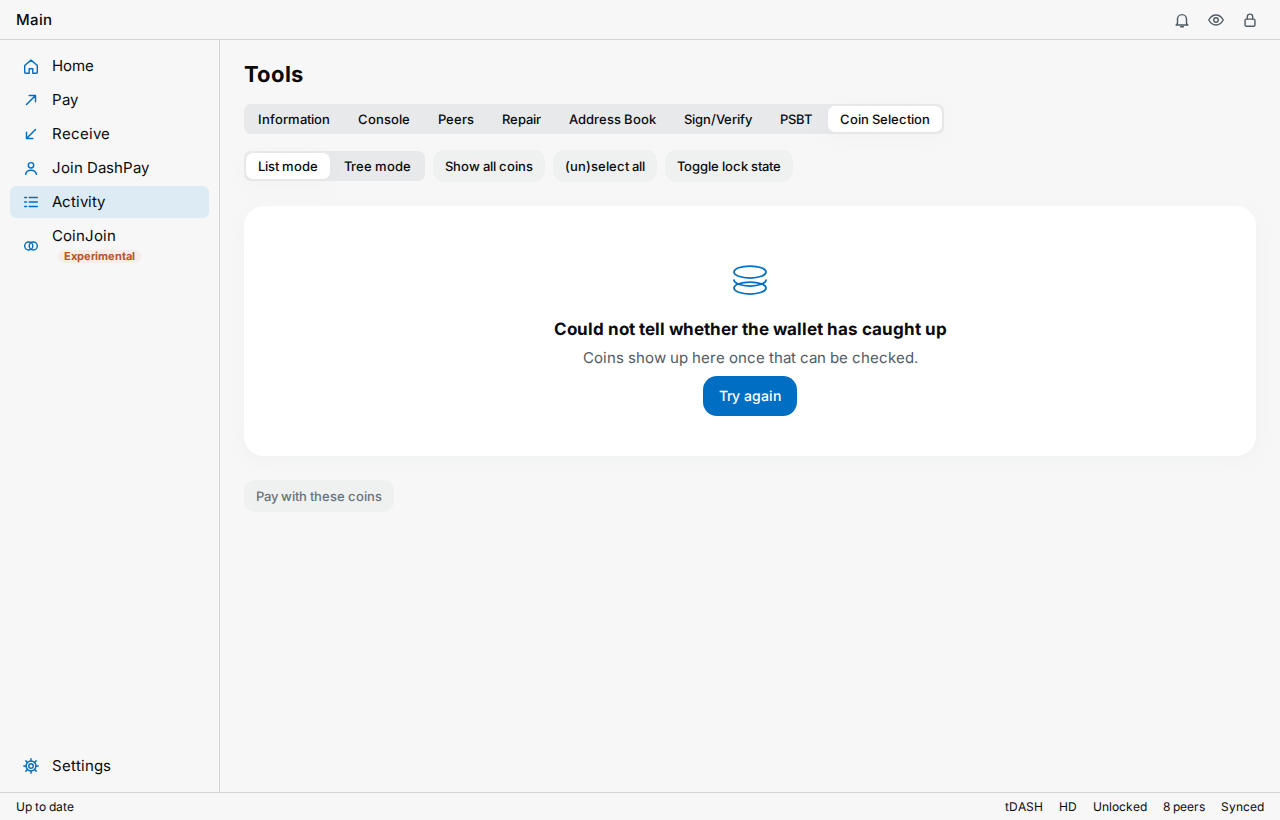 Main
Home
Pay
Receive
Join DashPay
Activity
CoinJoin
Experimental
Settings
Tools
Information Console Peers Repair Address Book Sign/Verify PSBT Coin Selection
List mode Tree mode Show all coins (un)select all Toggle lock state
Could not tell whether the wallet has caught up
Coins show up here once that can be checked.
Try again
Pay with these coins
Up to date tDASH HD Unlocked 8 peers Synced